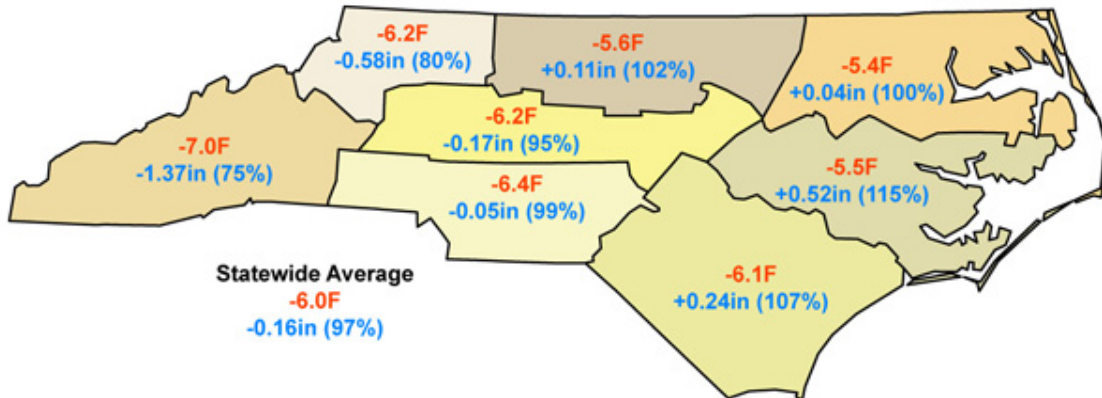 -6.2F
-0.58in (80%)
-5.6F
+0.11in (102%)
-5.4F
+0.04in (100%)
-7.0F
-1.37in (75%)
-6.2F
-0.17in (95%)
-6.4F
-0.05in (99%)
-5.5F
+0.52in (115%)
-6.1F
+0.24in (107%)
Statewide Average
-6.0F
-0.16in (97%)